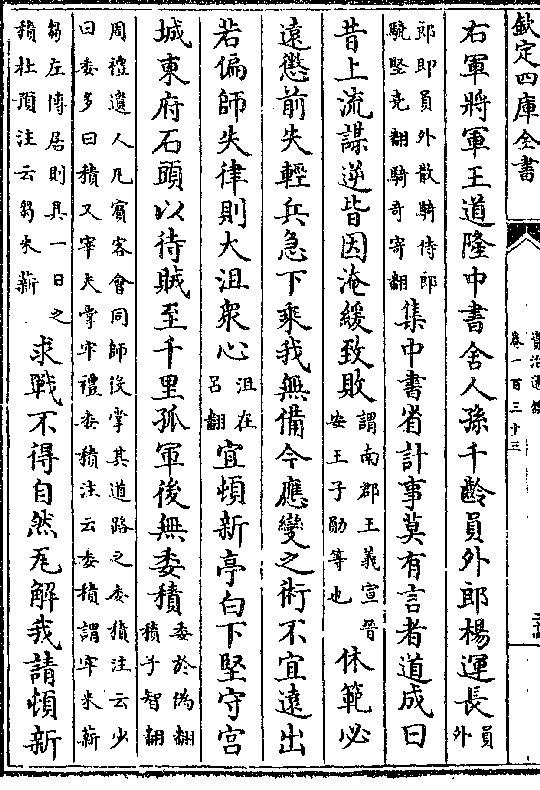 欽定四庫全書
資治通鑑
卷一百三十三
右軍將軍王道隆中書舍人孫千齡員外郎楊運長員外
郎即員外散騎侍郎驍堅堯翻騎奇寄翻集中書省計事莫有言者道成曰
昔上流謀逆皆因淹緩致敗謂南郡王義宣晉安王子勛等也休範必
遠懲前失輕兵急下乘我無備今應變之術不宜遠出
若偏師失律則大沮衆心沮在呂翻宜頓新亭白下堅守宮
城東府石頭以待賊至千里孤軍後無委積委於偽翻積子智翻
周禮遺人凡賓客會同師役掌其道路之委積注云少曰委多曰積又宰夫掌牢禮委積注云委積謂牢米薪
芻左傳居則具一日之積杜預注云芻米薪求戰不得自然瓦解我請頓新